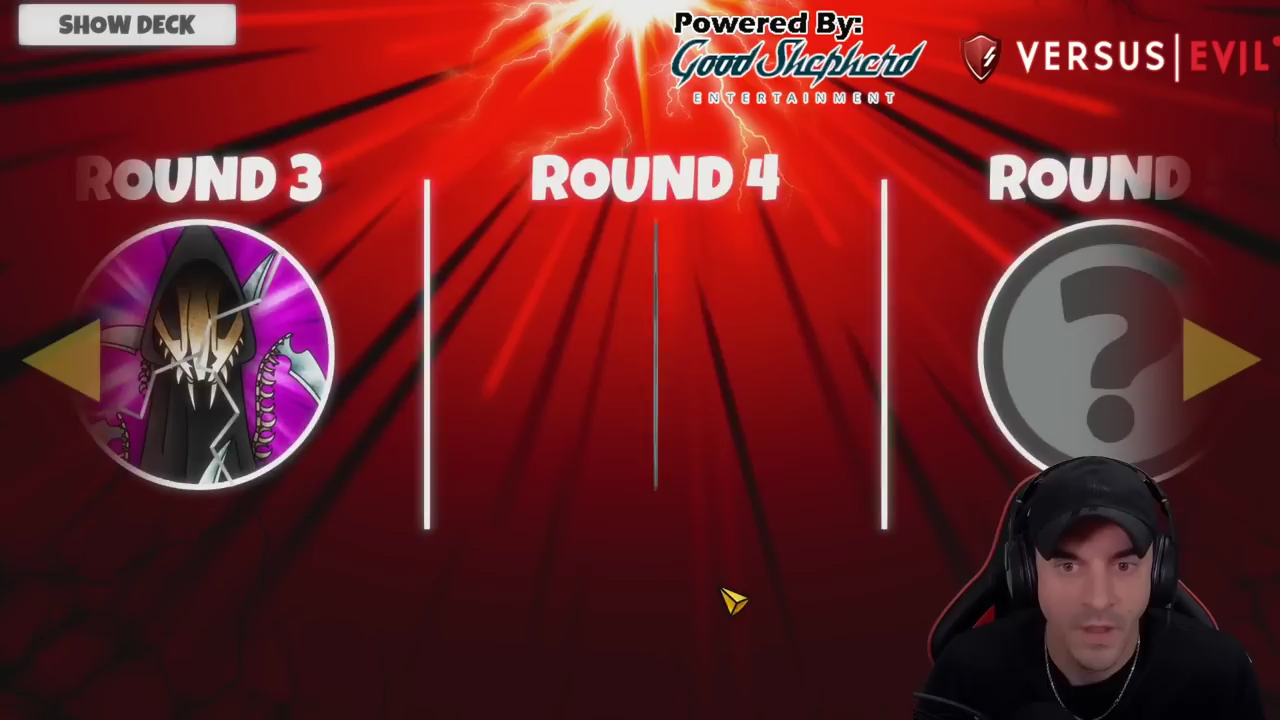 SHOW DECK
Powered By:
Good Shepherd
ENTERTAINMENT
VERSUS|EVIL
ROUND 3
ROUND 4
ROUND
?